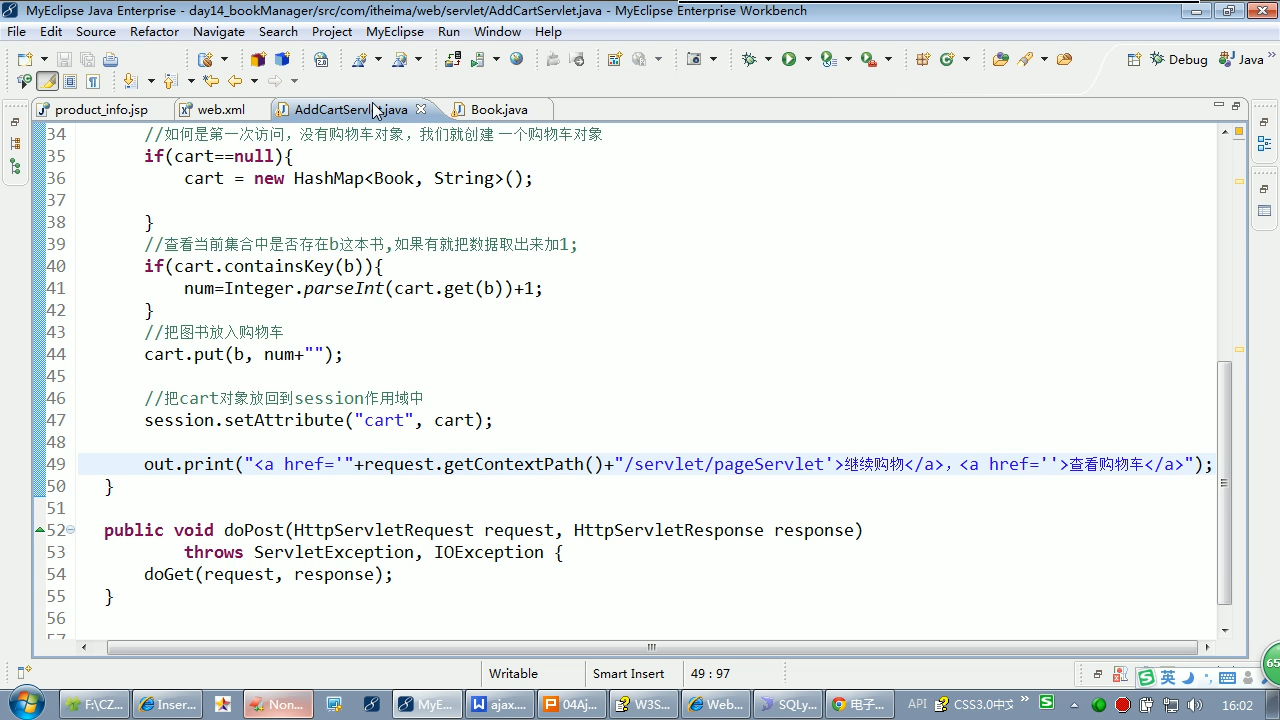 MyEclipse Java Enterprise - day14_bookManager/src/com/itheima/web/servlet/AddCartServlet.java - MyEclipse Enterprise Workbench
File Edit Source Refactor Navigate Search Project MyEclipse Run Window Help
Debug Java
product_info.jsp web.xml AddCartServlet.java Book.java
34 //如何是第一次访问，没有购物车对象，我们就创建 一个购物车对象
35 if(cart==null){
36 cart = new HashMap<Book, String>();
37
38 }
39 //查看当前集合中是否存在b这本书,如果有就把数据取出来加1;
40 if(cart.containsKey(b)){
41 num=Integer.parseInt(cart.get(b))+1;
42 }
43 //把图书放入购物车
44 cart.put(b, num+"");
45
46 //把cart对象放回到session作用域中
47 session.setAttribute("cart", cart);
48
49 out.print("<a href='"+request.getContextPath()+"/servlet/pageServlet'>继续购物</a>，<a href=''>查看购物车</a>");
50 }
51
52 public void doPost(HttpServletRequest request, HttpServletResponse response)
53 throws ServletException, IOException {
54 doGet(request, response);
55 }
56
57
Writable Smart Insert 49 : 97
英
65
F:\CZ... Inser... Non... MyE... ajax.... 04Aj... W3S... Web... SQLy... 电子... API CSS3.0中文 16:02